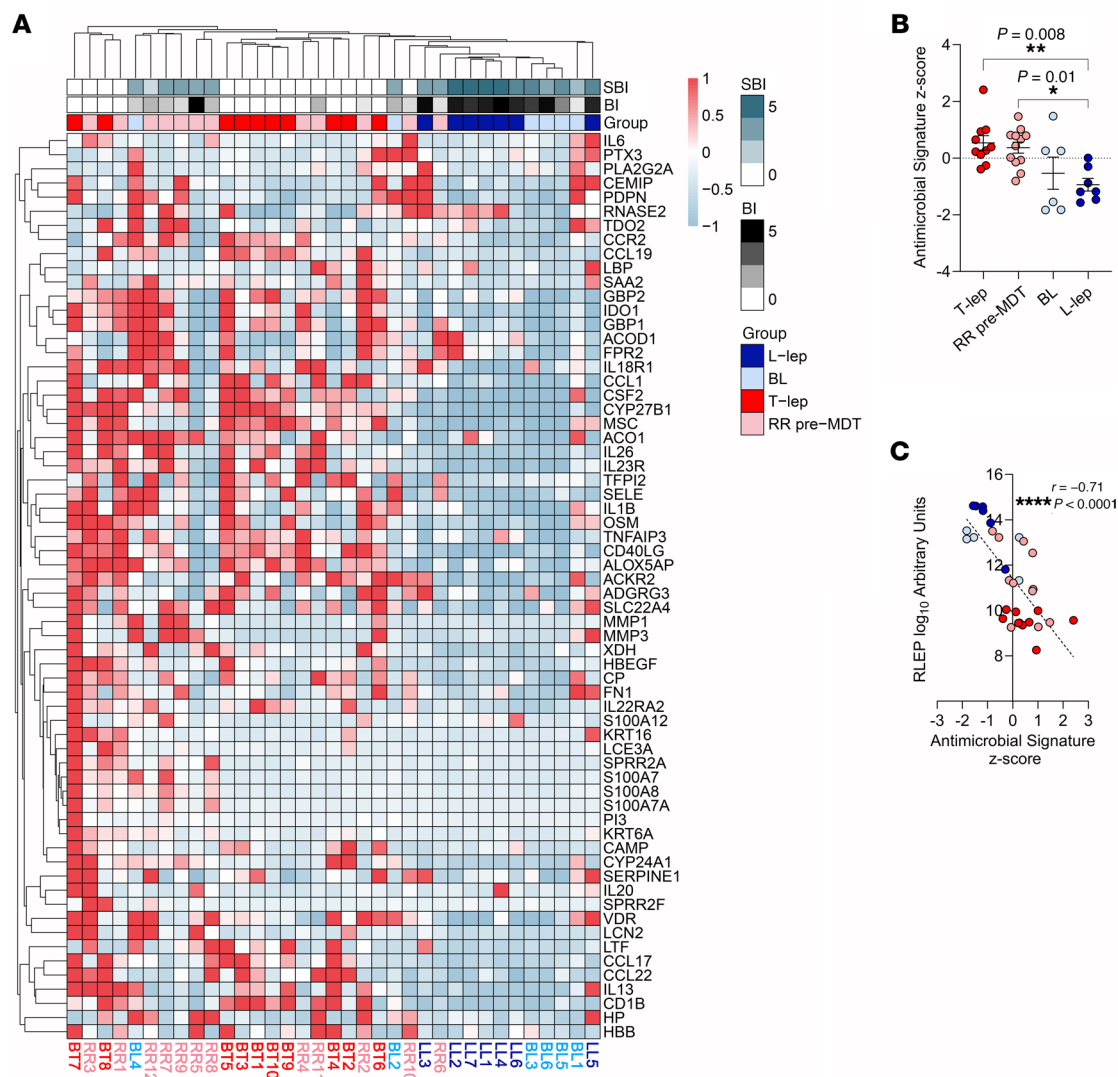 A
SBI
BI
Group
IL6
PTX3
PLA2G2A
CEMIP
PDPN
RNASE2
TDO2
CCR2
CCL19
LBP
SAA2
GBP2
IDO1
GBP1
ACOD1
FPR2
IL18R1
CCL1
CSF2
CYP27B1
MSC
ACO1
IL26
IL23R
TFPI2
SELE
IL1B
OSM
TNFAIP3
CD40LG
ALOX5AP
ACKR2
ADGRG3
SLC22A4
MMP1
MMP3
XDH
HBEGF
CP
FN1
IL22RA2
S100A12
KRT16
LCE3A
SPRR2A
S100A7
S100A8
S100A7A
PI3
KRT6A
CAMP
CYP24A1
SERPINE1
IL20
SPRR2F
VDR
LCN2
LTF
CCL17
CCL22
IL13
CD1B
HP
HBB
BT7 RR3 BT8 RR1 BL4 RR12 RR7 RR9 RR5 RR8 BT5 BT3 BT1 BT10 BT9 RR4 RR11 BT4 BT2 RR2 BT6 BL2 RR10 LL3 RR6 LL2 LL7 LL1 LL4 LL6 BL3 BL6 BL5 BL1 LL5
1
0.5
0
−0.5
−1
SBI
5
0
BI
5
0
Group
L−lep
BL
T−lep
RR pre−MDT
B
P = 0.008
**
P = 0.01
*
Antimicrobial Signature z-score
4
2
0
-2
-4
T-lep
RR pre-MDT
BL
L-lep
C
r = −0.71
**** P < 0.0001
RLEP log10 Arbitrary Units
16
14
12
10
8
-3 -2 -1 0 1 2 3
Antimicrobial Signature
z-score